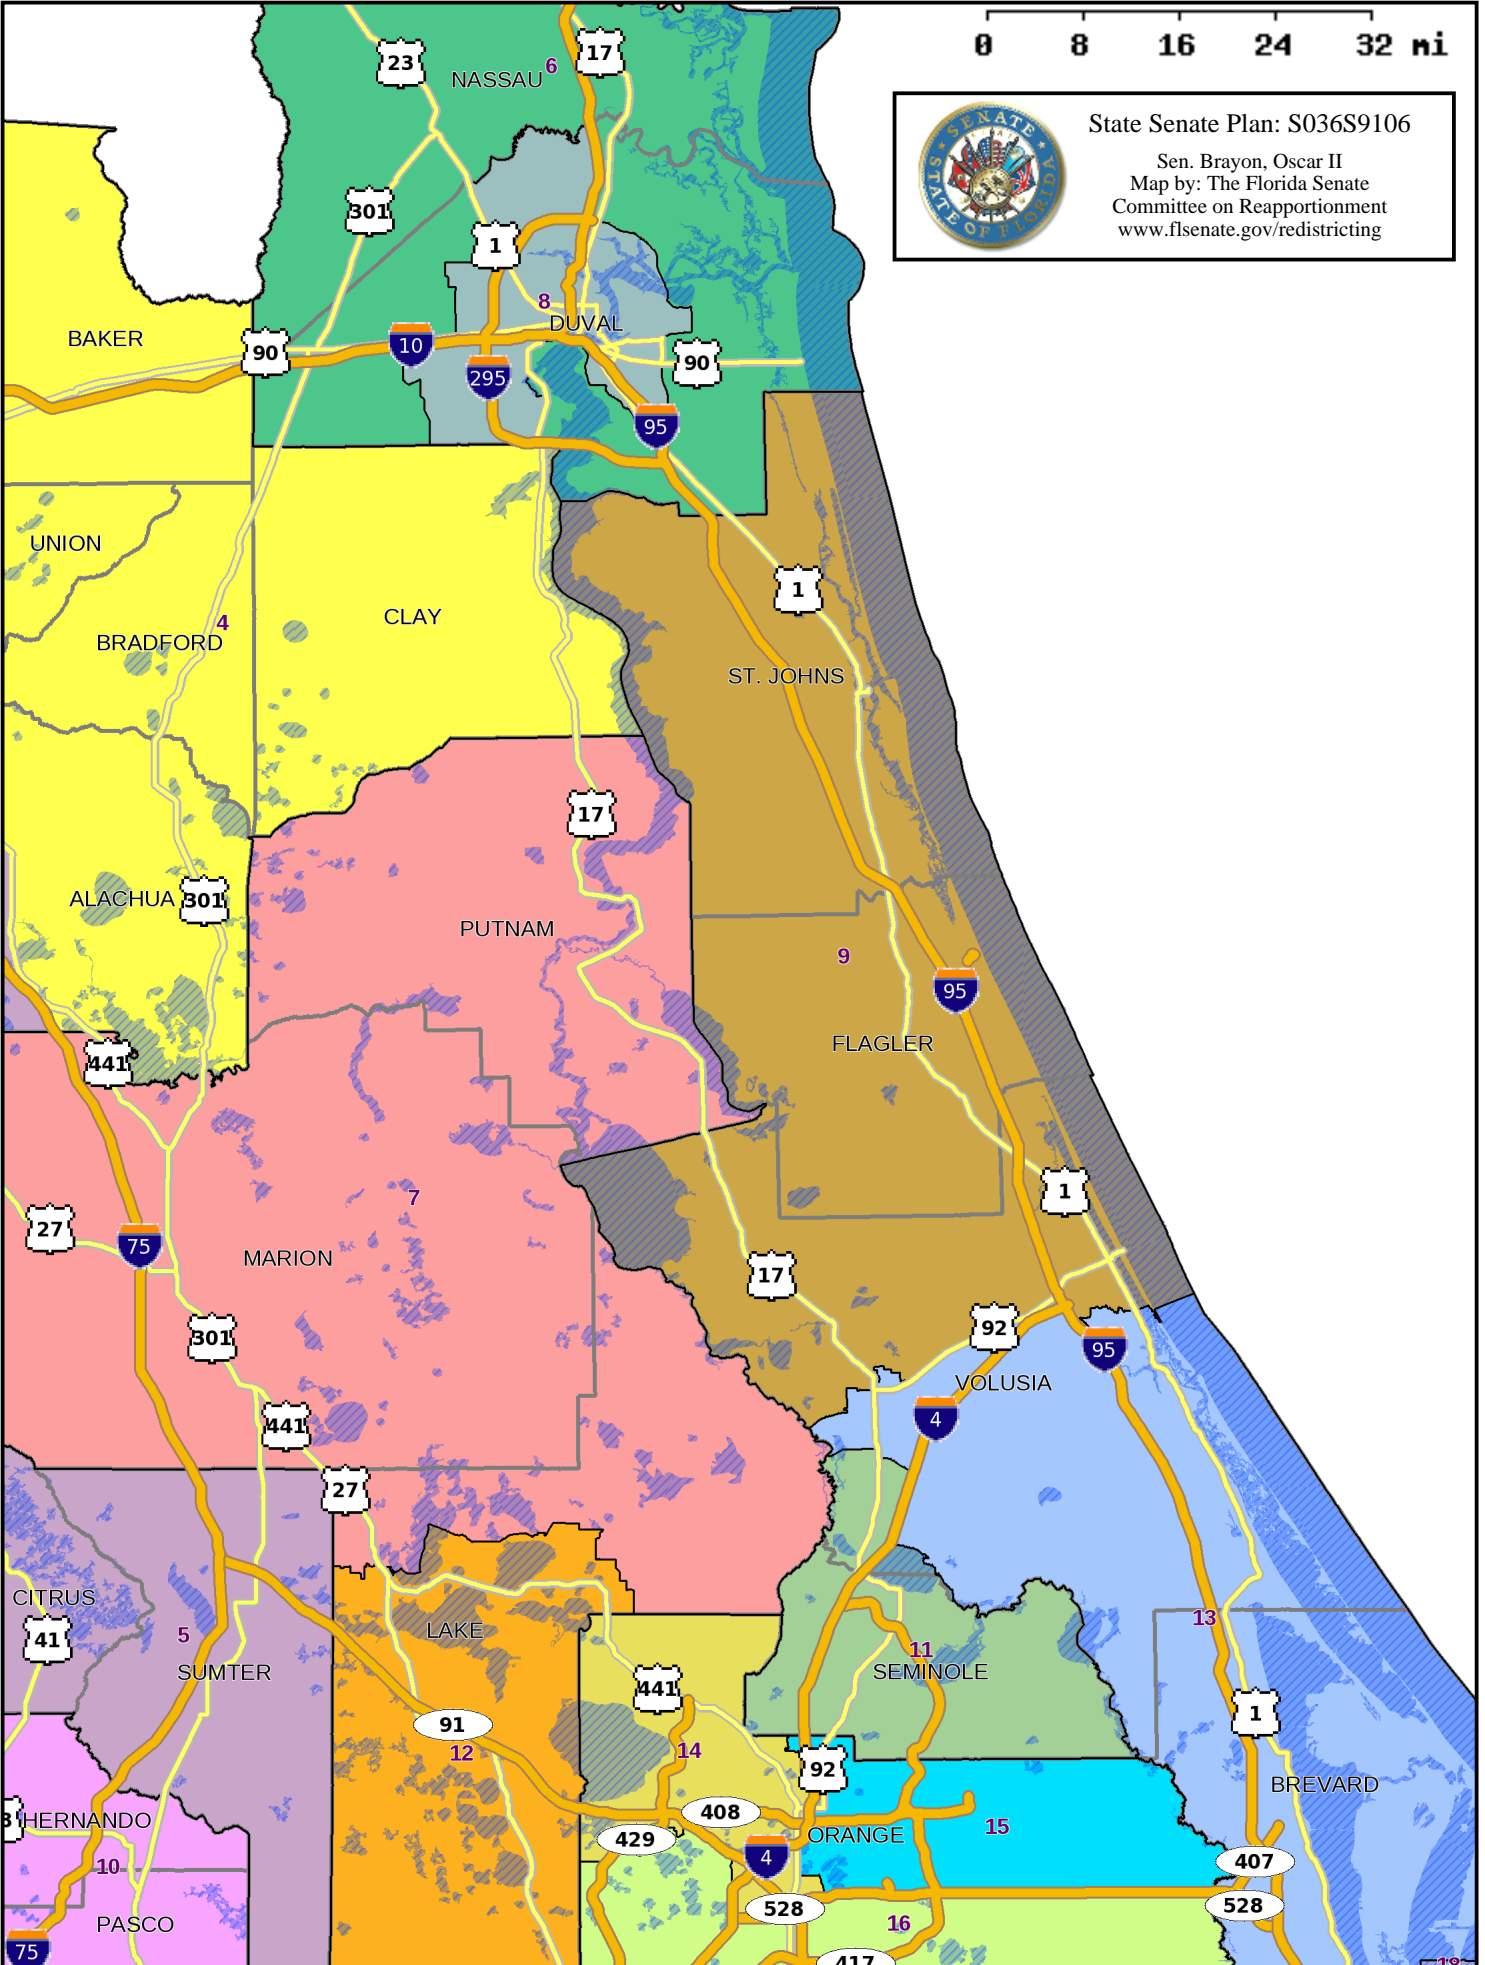 0 8 16 24 32 mi
State Senate Plan: S036S9106
Sen. Brayon, Oscar II
Map by: The Florida Senate
Committee on Reapportionment
www.flsenate.gov/redistricting
SENATE
STATE OF FLORIDA
23
NASSAU
6
17
301
1
8
DUVAL
BAKER
90
10
90
295
95
UNION
1
CLAY
4
BRADFORD
ST. JOHNS
17
ALACHUA
301
PUTNAM
9
95
FLAGLER
441
7
1
27
75
MARION
17
301
92
95
VOLUSIA
4
441
27
CITRUS
5
41
LAKE
13
11
SUMTER
SEMINOLE
441
1
91
12
14
92
BREVARD
HERNANDO
408
15
429
ORANGE
4
407
10
528
528
16
PASCO
75
417
18